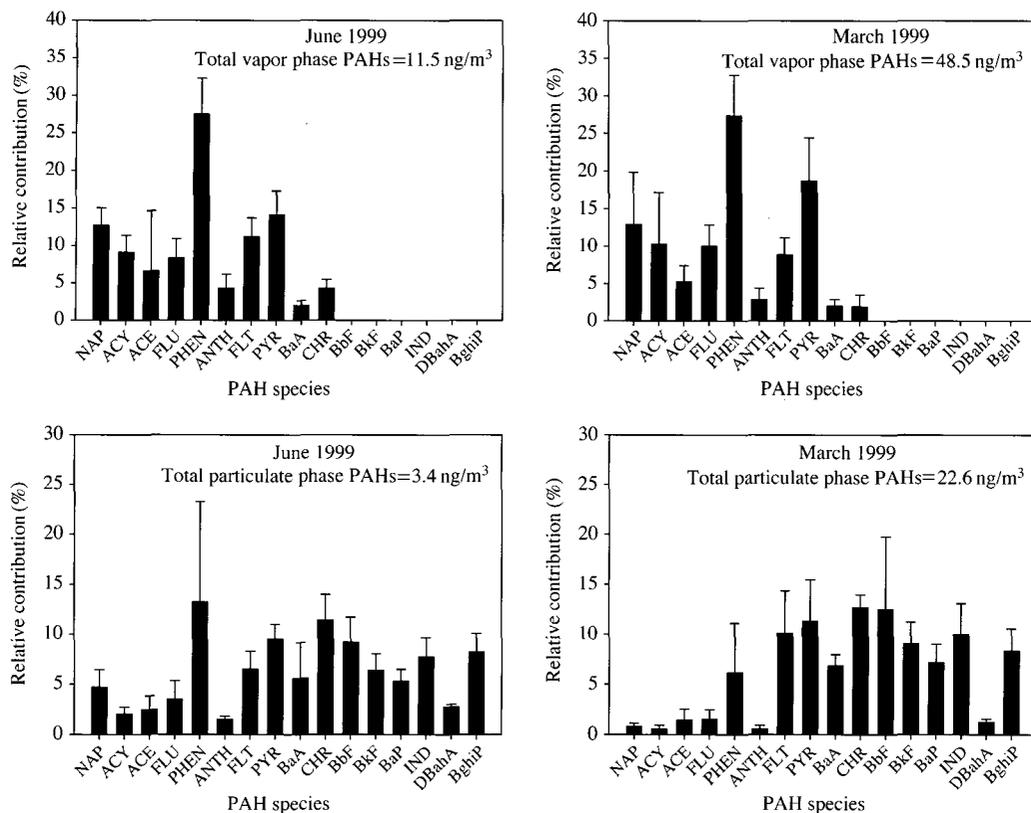 June 1999
Total vapor phase PAHs=11.5 ng/m³
Relative contribution (%)
40
35
30
25
20
15
10
5
0
NAP
ACY
ACE
FLU
PHEN
ANTH
FLT
PYR
BaA
CHR
BbF
BkF
BaP
IND
DBahA
BghiP
PAH species
March 1999
Total vapor phase PAHs=48.5 ng/m³
Relative contribution (%)
40
35
30
25
20
15
10
5
0
NAP
ACY
ACE
FLU
PHEN
ANTH
FLT
PYR
BaA
CHR
BbF
BkF
BaP
IND
DBahA
BghiP
PAH species
June 1999
Total particulate phase PAHs=3.4 ng/m³
Relative contribution (%)
30
25
20
15
10
5
0
NAP
ACY
ACE
FLU
PHEN
ANTH
FLT
PYR
BaA
CHR
BbF
BkF
BaP
IND
DBahA
BghiP
PAH species
March 1999
Total particulate phase PAHs=22.6 ng/m³
Relative contribution (%)
30
25
20
15
10
5
0
NAP
ACY
ACE
FLU
PHEN
ANTH
FLT
PYR
BaA
CHR
BbF
BkF
BaP
IND
DBahA
BghiP
PAH species